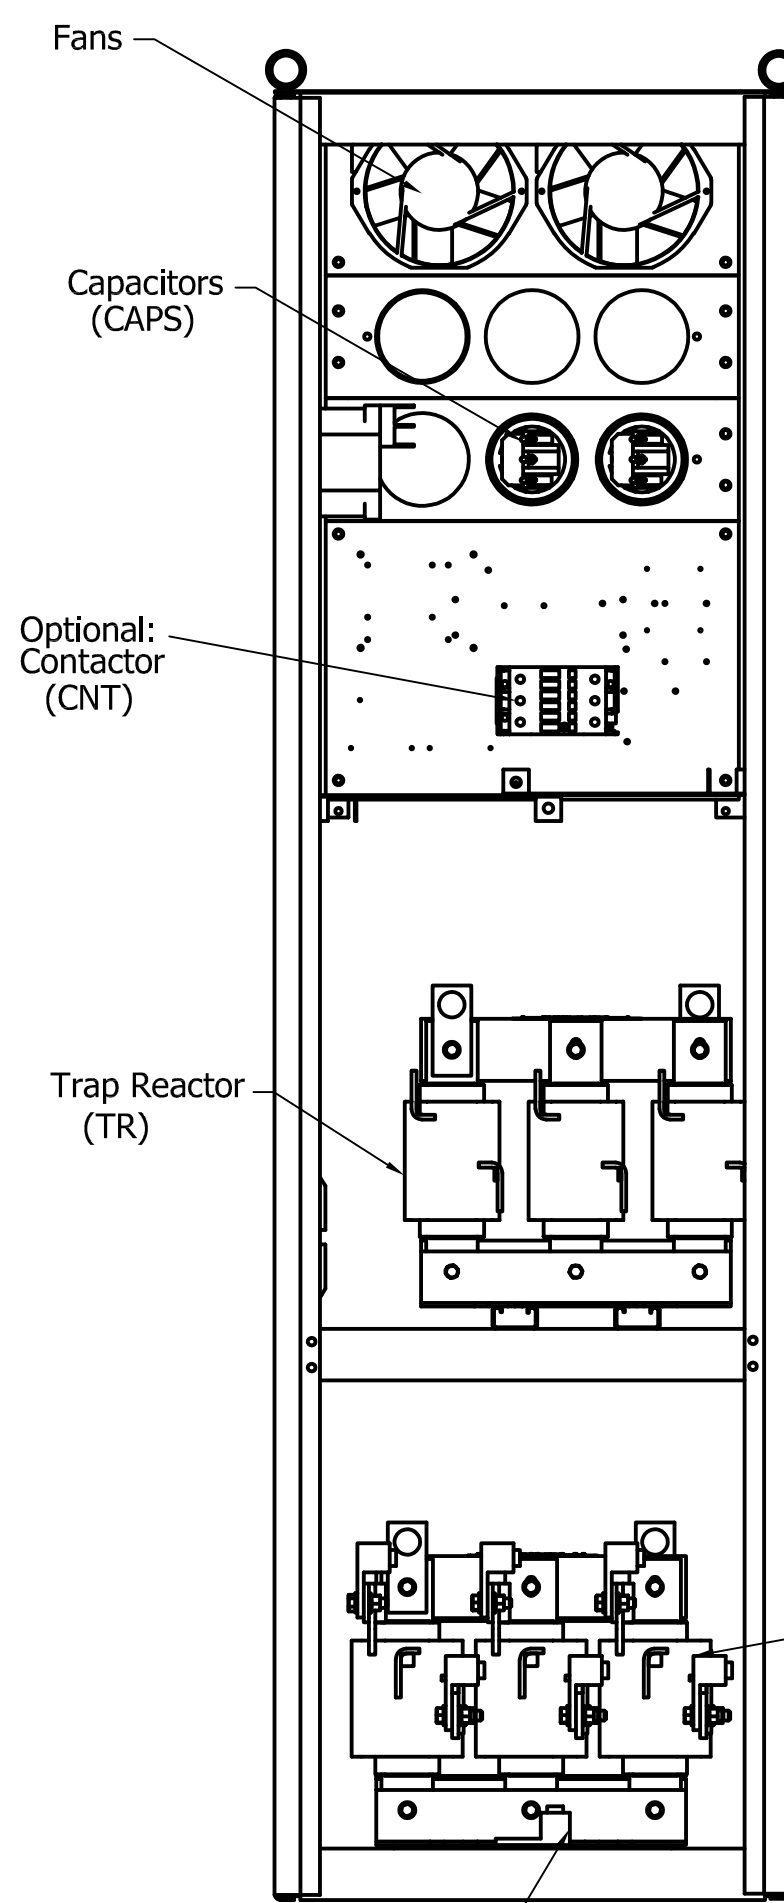 Fans
Capacitors
(CAPS)
Optional:
Contactor
(CNT)
Trap Reactor
(TR)